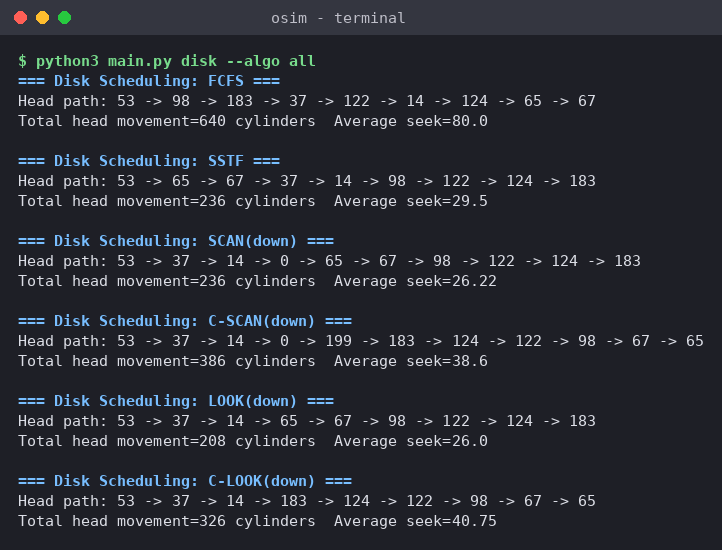 osim - terminal
$ python3 main.py disk --algo all
=== Disk Scheduling: FCFS ===
Head path: 53 -> 98 -> 183 -> 37 -> 122 -> 14 -> 124 -> 65 -> 67
Total head movement=640 cylinders  Average seek=80.0
=== Disk Scheduling: SSTF ===
Head path: 53 -> 65 -> 67 -> 37 -> 14 -> 98 -> 122 -> 124 -> 183
Total head movement=236 cylinders  Average seek=29.5
=== Disk Scheduling: SCAN(down) ===
Head path: 53 -> 37 -> 14 -> 0 -> 65 -> 67 -> 98 -> 122 -> 124 -> 183
Total head movement=236 cylinders  Average seek=26.22
=== Disk Scheduling: C-SCAN(down) ===
Head path: 53 -> 37 -> 14 -> 0 -> 199 -> 183 -> 124 -> 122 -> 98 -> 67 -> 65
Total head movement=386 cylinders  Average seek=38.6
=== Disk Scheduling: LOOK(down) ===
Head path: 53 -> 37 -> 14 -> 65 -> 67 -> 98 -> 122 -> 124 -> 183
Total head movement=208 cylinders  Average seek=26.0
=== Disk Scheduling: C-LOOK(down) ===
Head path: 53 -> 37 -> 14 -> 183 -> 124 -> 122 -> 98 -> 67 -> 65
Total head movement=326 cylinders  Average seek=40.75